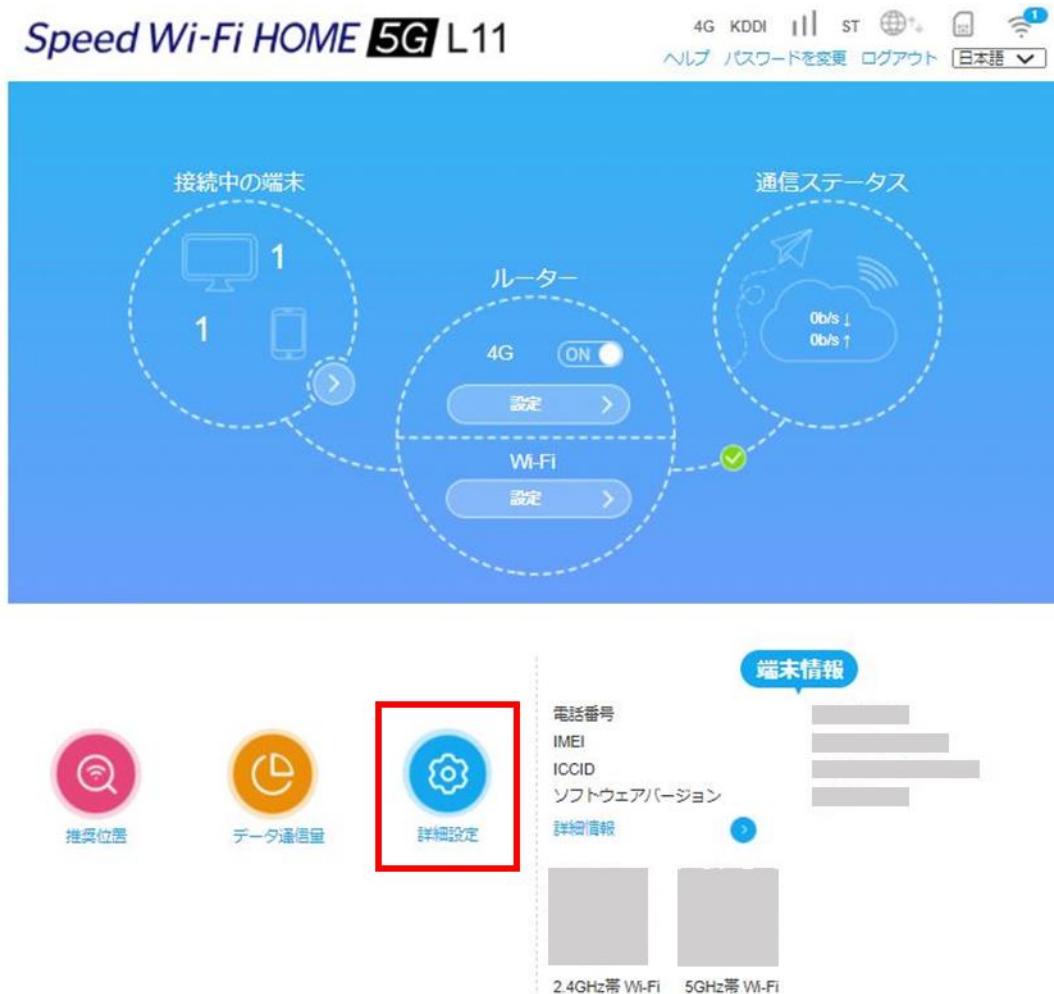 Speed Wi-Fi HOME 5G L11
4G KDDI ST 1
ヘルプ パスワードを変更 ログアウト 日本語
接続中の端末
通信ステータス
1
1
ルーター
4G ON
設定
Wi-Fi
設定
0b/s ↓
0b/s ↑
推奨位置
データ通信量
詳細設定
端末情報
電話番号
IMEI
ICCID
ソフトウェアバージョン
詳細情報
2.4GHz帯 Wi-Fi 5GHz帯 Wi-Fi